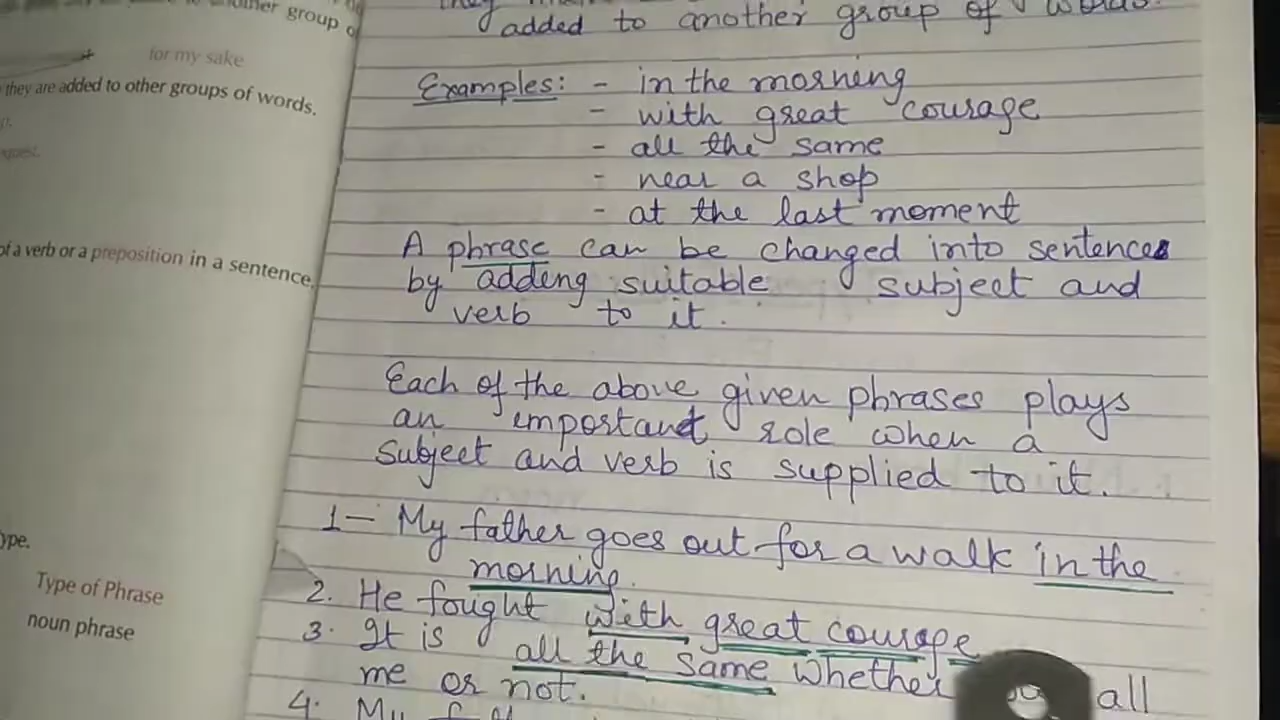 another group o
for my sake
they are added to other groups of words.
quest.
of a verb or a preposition in a sentence.
ype.
Type of Phrase
noun phrase
added to another group of words.
Examples: - in the morning
- with great courage
- all the same
- near a shop
- at the last moment
A phrase can be changed into sentences
by adding suitable subject and
verb to it.
Each of the above given phrases plays
an important role when a
subject and verb is supplied to it.
1- My father goes out for a walk in the
morning.
2. He fought with great courage
3. It is all the same whether all
me or not.
4. My